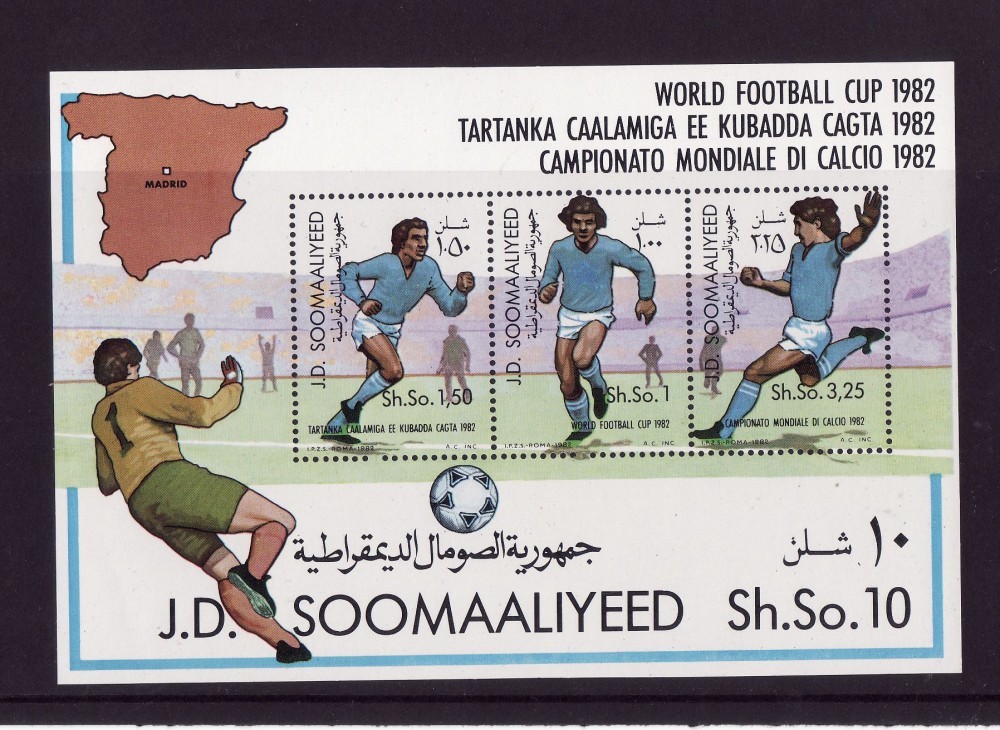 WORLD FOOTBALL CUP 1982
TARTANKA CAALAMIGA EE KUBADDA CAGTA 1982
CAMPIONATO MONDIALE DI CALCIO 1982
MADRID
شلن
١،٥٠
جمهورية الصومال الديمقراطية
J.D. SOOMAALIYEED
Sh.So.1,50
TARTANKA CAALAMIGA EE KUBADDA CAGTA 1982
I.P.Z.S.-ROMA-1982
A.C. INC.
شلن
١،٠٠
جمهورية الصومال الديمقراطية
J.D. SOOMAALIYEED
Sh.So.1
WORLD FOOTBALL CUP 1982
I.P.Z.S.-ROMA-1982
A.C. INC.
شلن
٣،٢٥
جمهورية الصومال الديمقراطية
J.D. SOOMAALIYEED
Sh.So.3,25
CAMPIONATO MONDIALE DI CALCIO 1982
I.P.Z.S.-ROMA-1982
A.C. INC.
1
جمهورية الصومال الديمقراطية
١٠ شلن
J.D. SOOMAALIYEED Sh.So.10